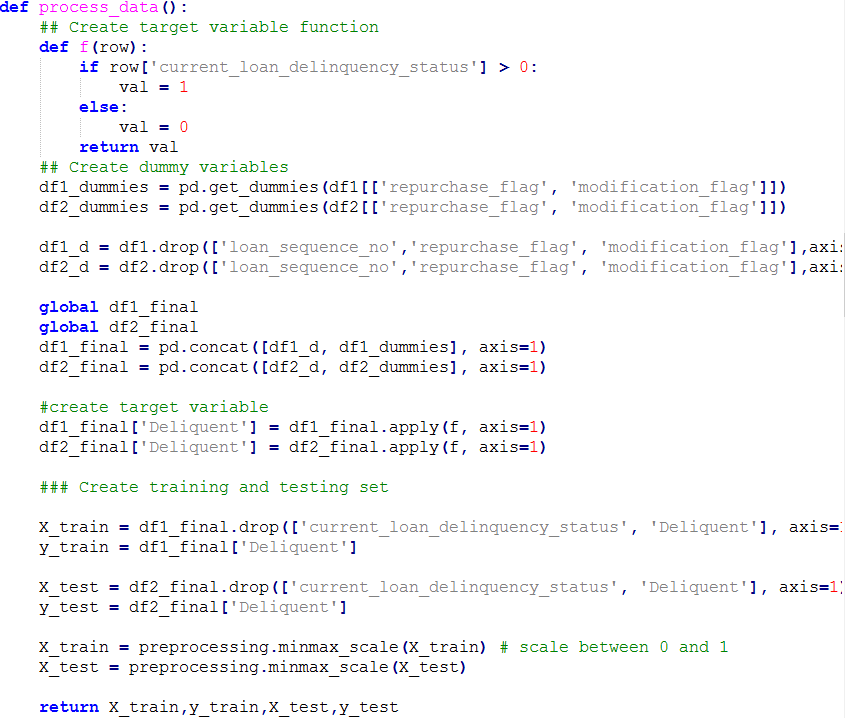 def process_data():
    ## Create target variable function
    def f(row):
        if row['current_loan_delinquency_status'] > 0:
            val = 1
        else:
            val = 0
        return val
    ## Create dummy variables
    df1_dummies = pd.get_dummies(df1[['repurchase_flag', 'modification_flag']])
    df2_dummies = pd.get_dummies(df2[['repurchase_flag', 'modification_flag']])
    df1_d = df1.drop(['loan_sequence_no','repurchase_flag', 'modification_flag'],axi
    df2_d = df2.drop(['loan_sequence_no','repurchase_flag', 'modification_flag'],axi
    global df1_final
    global df2_final
    df1_final = pd.concat([df1_d, df1_dummies], axis=1)
    df2_final = pd.concat([df2_d, df2_dummies], axis=1)
    #create target variable
    df1_final['Deliquent'] = df1_final.apply(f, axis=1)
    df2_final['Deliquent'] = df2_final.apply(f, axis=1)
    ### Create training and testing set
    X_train = df1_final.drop(['current_loan_delinquency_status', 'Deliquent'], axis=
    y_train = df1_final['Deliquent']
    X_test = df2_final.drop(['current_loan_delinquency_status', 'Deliquent'], axis=1)
    y_test = df2_final['Deliquent']
    X_train = preprocessing.minmax_scale(X_train) # scale between 0 and 1
    X_test = preprocessing.minmax_scale(X_test)
    return X_train,y_train,X_test,y_test